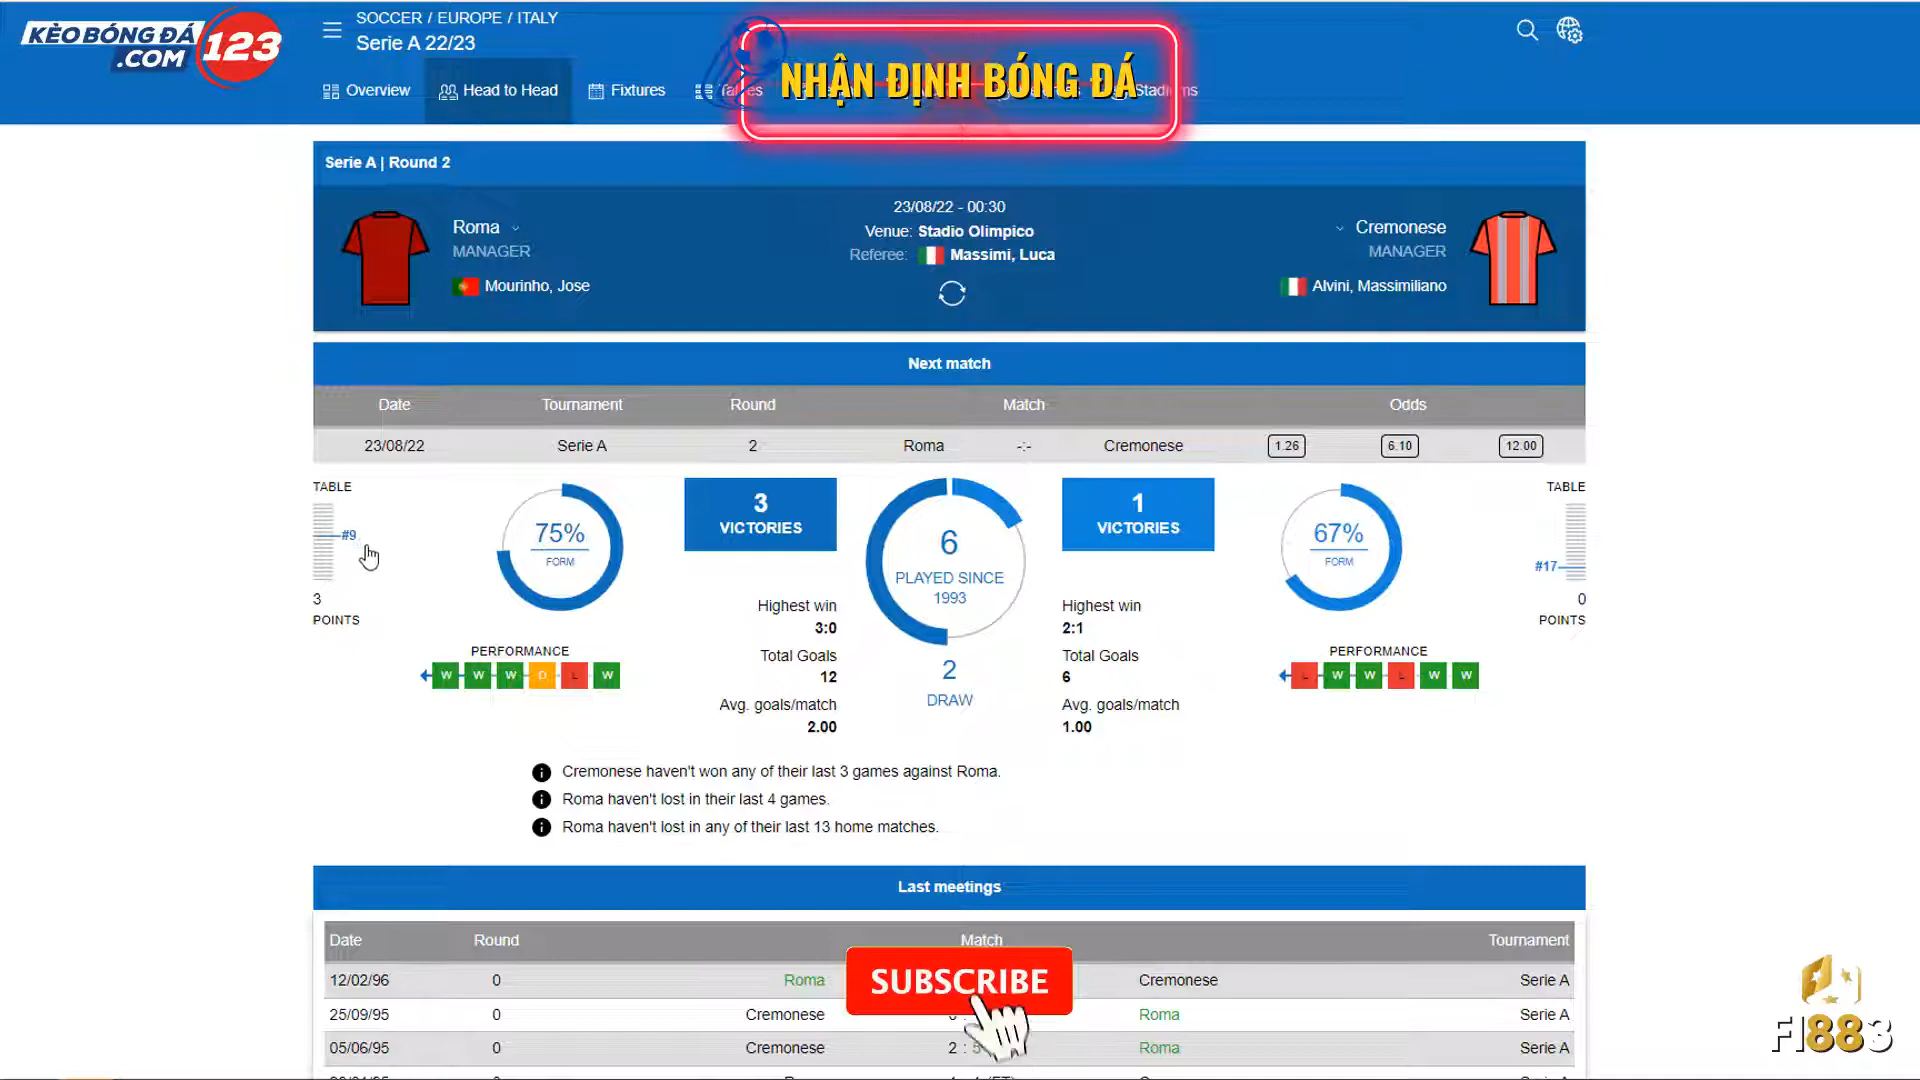 KÈO BÓNG ĐÁ
.COM 123
SOCCER / EUROPE / ITALY
Serie A 22/23
NHẬN ĐỊNH BÓNG ĐÁ
Overview
Head to Head
Fixtures
Serie A | Round 2
23/08/22 - 00:30
Roma
Venue: Stadio Olimpico
Cremonese
MANAGER
Referee: Massimi, Luca
MANAGER
Mourinho, Jose
Alvini, Massimiliano
Next match
Date Tournament Round Match Odds
23/08/22 Serie A 2 Roma -:- Cremonese 1.26 6.10 12.00
TABLE
#9
3
POINTS
75%
FORM
PERFORMANCE
W W W D L W
3
VICTORIES
Highest win
3:0
Total Goals
12
Avg. goals/match
2.00
6
PLAYED SINCE
1993
2
DRAW
1
VICTORIES
Highest win
2:1
Total Goals
6
Avg. goals/match
1.00
67%
FORM
PERFORMANCE
L W W L W W
TABLE
#17
0
POINTS
Cremonese haven't won any of their last 3 games against Roma.
Roma haven't lost in their last 4 games.
Roma haven't lost in any of their last 13 home matches.
Last meetings
Date Round Match Tournament
12/02/96 0 Roma Cremonese Serie A
SUBSCRIBE
25/09/95 0 Cremonese Roma Serie A
05/06/95 0 Cremonese 2 : 5 Roma Serie A
FI883